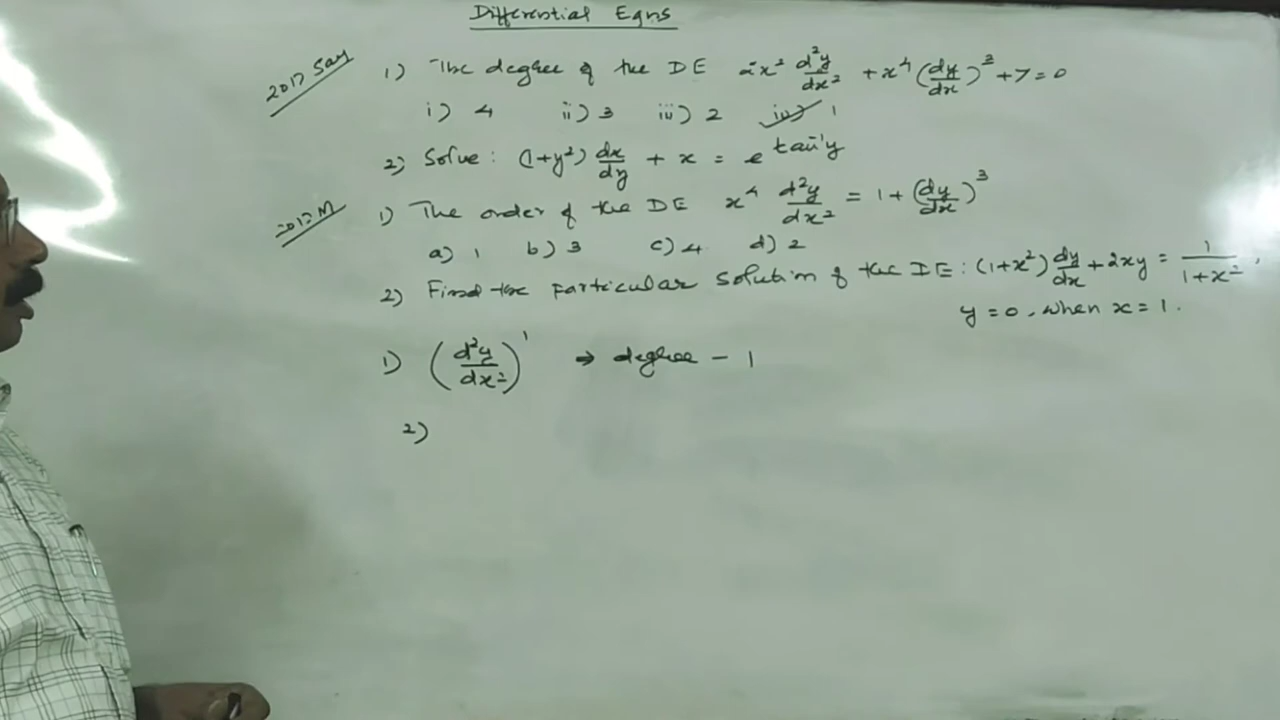 Differential Eqns
2017 Say 1) The degree of the DE 2x² d²y/dx² + x⁴ (dy/dx)³ + 7 = 0
i) 4 ii) 3 iii) 2 iv) 1
2) Solve : (1+y²) dx/dy + x = e^tan⁻¹y
2017 M 1) The order of the DE x⁴ d²y/dx² = 1 + (dy/dx)³
a) 1 b) 3 c) 4 d) 2
2) Find the particular solution of the DE : (1+x²) dy/dx + 2xy = 1/1+x² ,
y = 0 , when x = 1 .
1) (d²y/dx²)¹ ⇒ degree - 1
2)